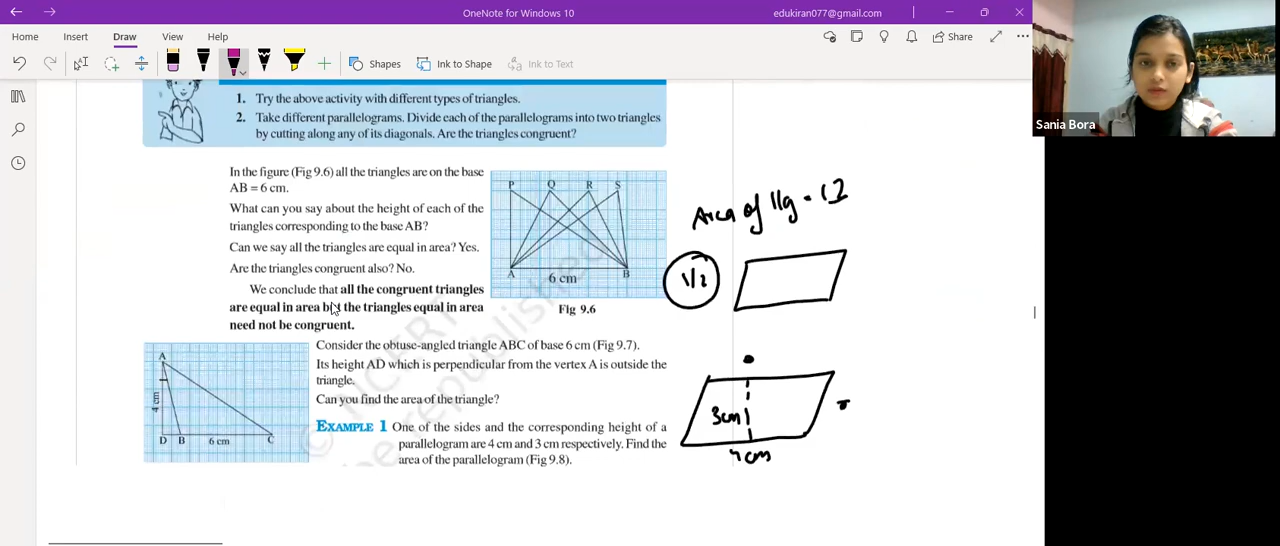 OneNote for Windows 10
edukiran077@gmail.com
Home Insert Draw View Help
Share
Shapes
Ink to Shape
Ink to Text
Sania Bora
1. Try the above activity with different types of triangles.
2. Take different parallelograms. Divide each of the parallelograms into two triangles
by cutting along any of its diagonals. Are the triangles congruent?
In the figure (Fig 9.6) all the triangles are on the base
AB = 6 cm.
What can you say about the height of each of the
triangles corresponding to the base AB?
Can we say all the triangles are equal in area? Yes.
Are the triangles congruent also? No.
We conclude that all the congruent triangles
are equal in area but the triangles equal in area
need not be congruent.
P Q R S
A B
6 cm
Fig 9.6
Area of ||g =
1/2
3cm
4cm
Consider the obtuse-angled triangle ABC of base 6 cm (Fig 9.7).
Its height AD which is perpendicular from the vertex A is outside the
triangle.
Can you find the area of the triangle?
A
4 cm
D B 6 cm C
EXAMPLE 1 One of the sides and the corresponding height of a
parallelogram are 4 cm and 3 cm respectively. Find the
area of the parallelogram (Fig 9.8).
© NCERT
be republished